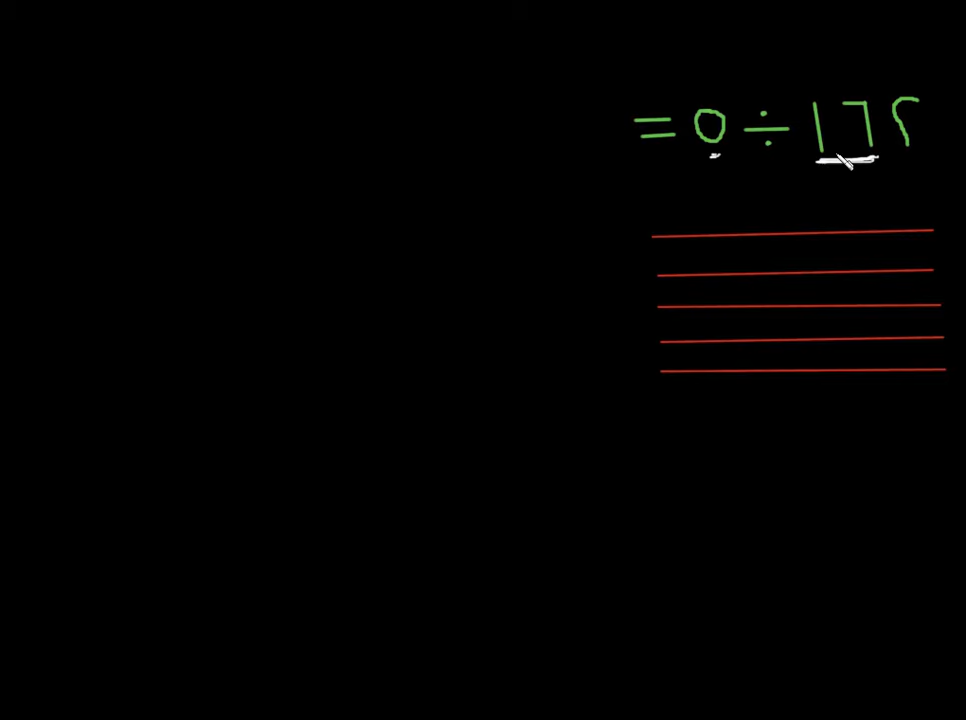 ١٦٢ ÷ ٥ =